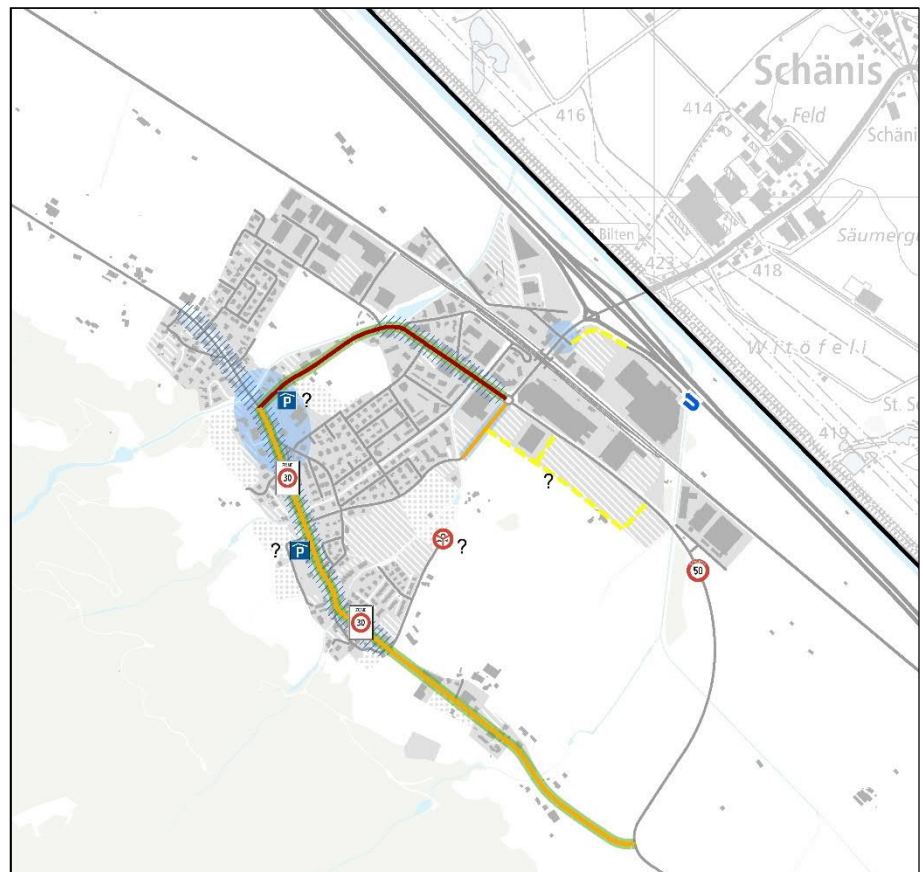 Schänis
414
Feld
416
Schäni
Bilten
423
418
Säumerg
Witöfeli
P ?
ZONE
30
St. S
419
?
?
50
? P
ZONE
30